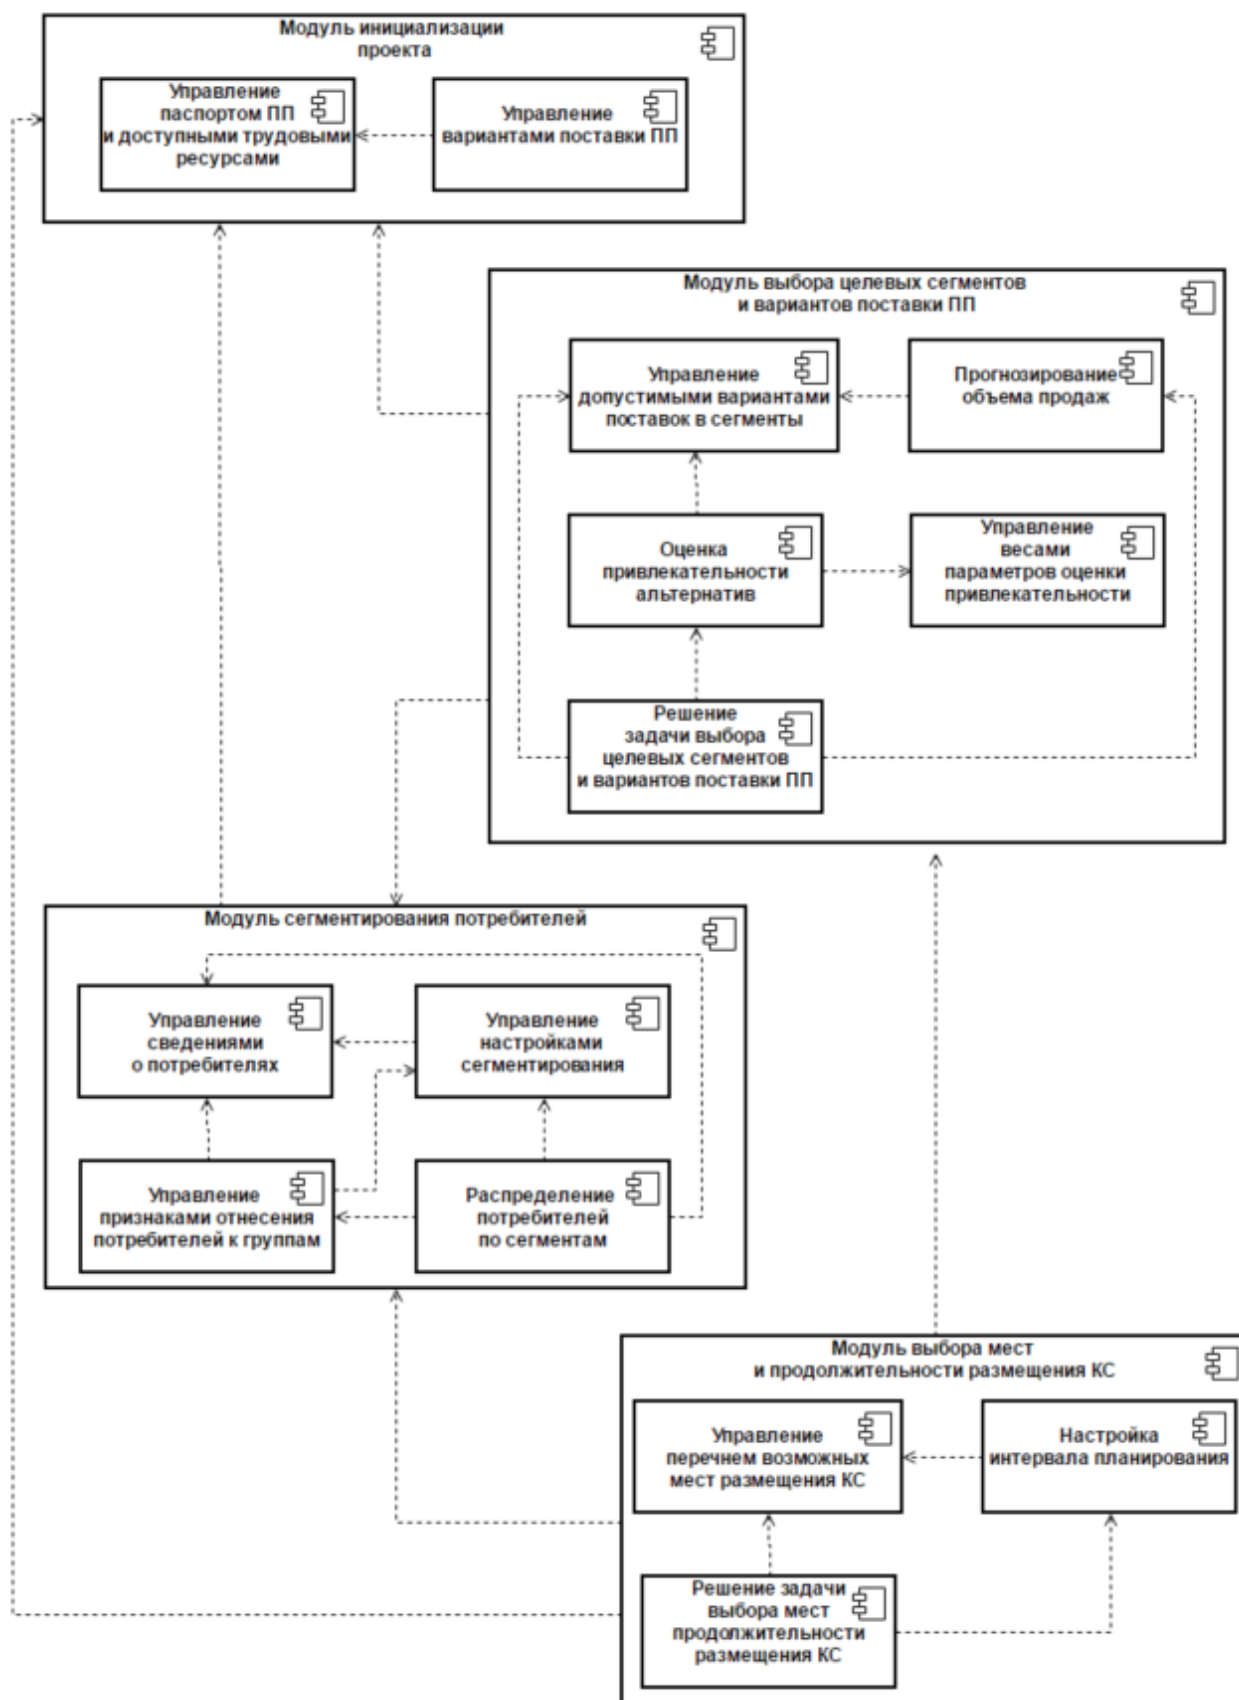 Модуль инициализации
проекта
Управление
паспортом ПП
и доступными трудовыми
ресурсами
Управление
вариантами поставки ПП
Модуль выбора целевых сегментов
и вариантов поставки ПП
Управление
допустимыми вариантами
поставок в сегменты
Прогнозирование
объема продаж
Оценка
привлекательности
альтернатив
Управление
весами
параметров оценки
привлекательности
Решение
задачи выбора
целевых сегментов
и вариантов поставки ПП
Модуль сегментирования потребителей
Управление
сведениями
о потребителях
Управление
настройками
сегментирования
Управление
признаками отнесения
потребителей к группам
Распределение
потребителей
по сегментам
Модуль выбора мест
и продолжительности размещения КС
Управление
перечнем возможных
мест размещения КС
Настройка
интервала планирования
Решение задачи
выбора мест
продолжительности
размещения КС